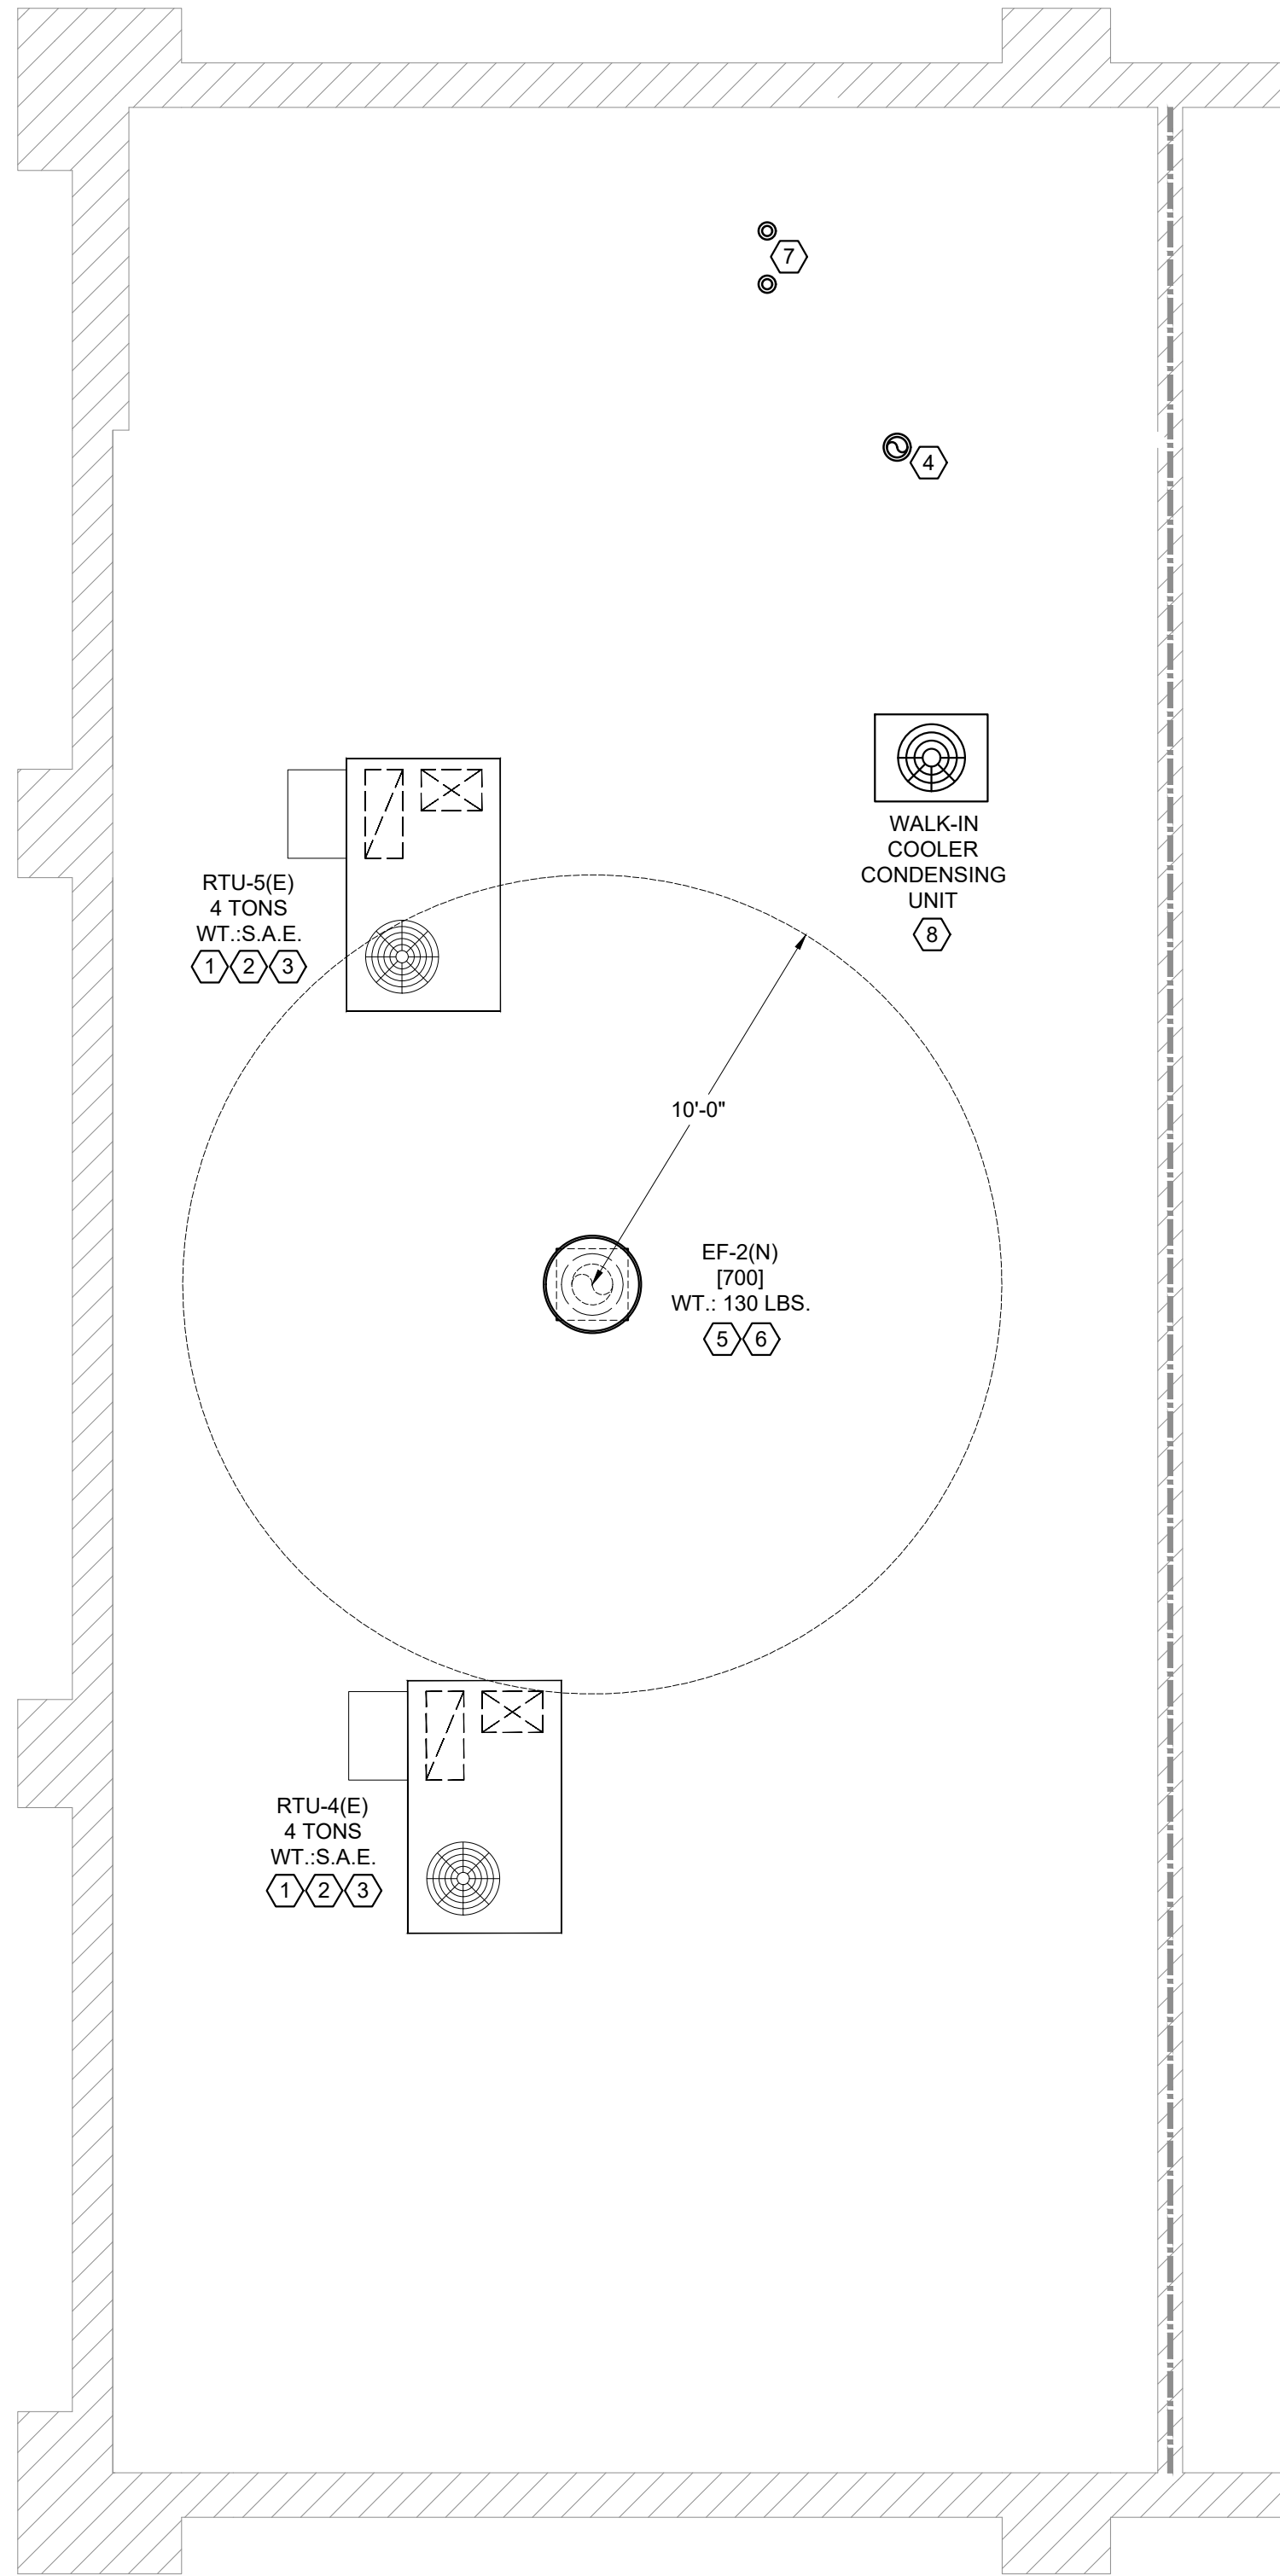 7
4
WALK-IN
COOLER
CONDENSING
UNIT
8
RTU-5(E)
4 TONS
WT.:S.A.E.
1 2 3
10'-0"
EF-2(N)
[700]
WT.: 130 LBS.
5 6
RTU-4(E)
4 TONS
WT.:S.A.E.
1 2 3